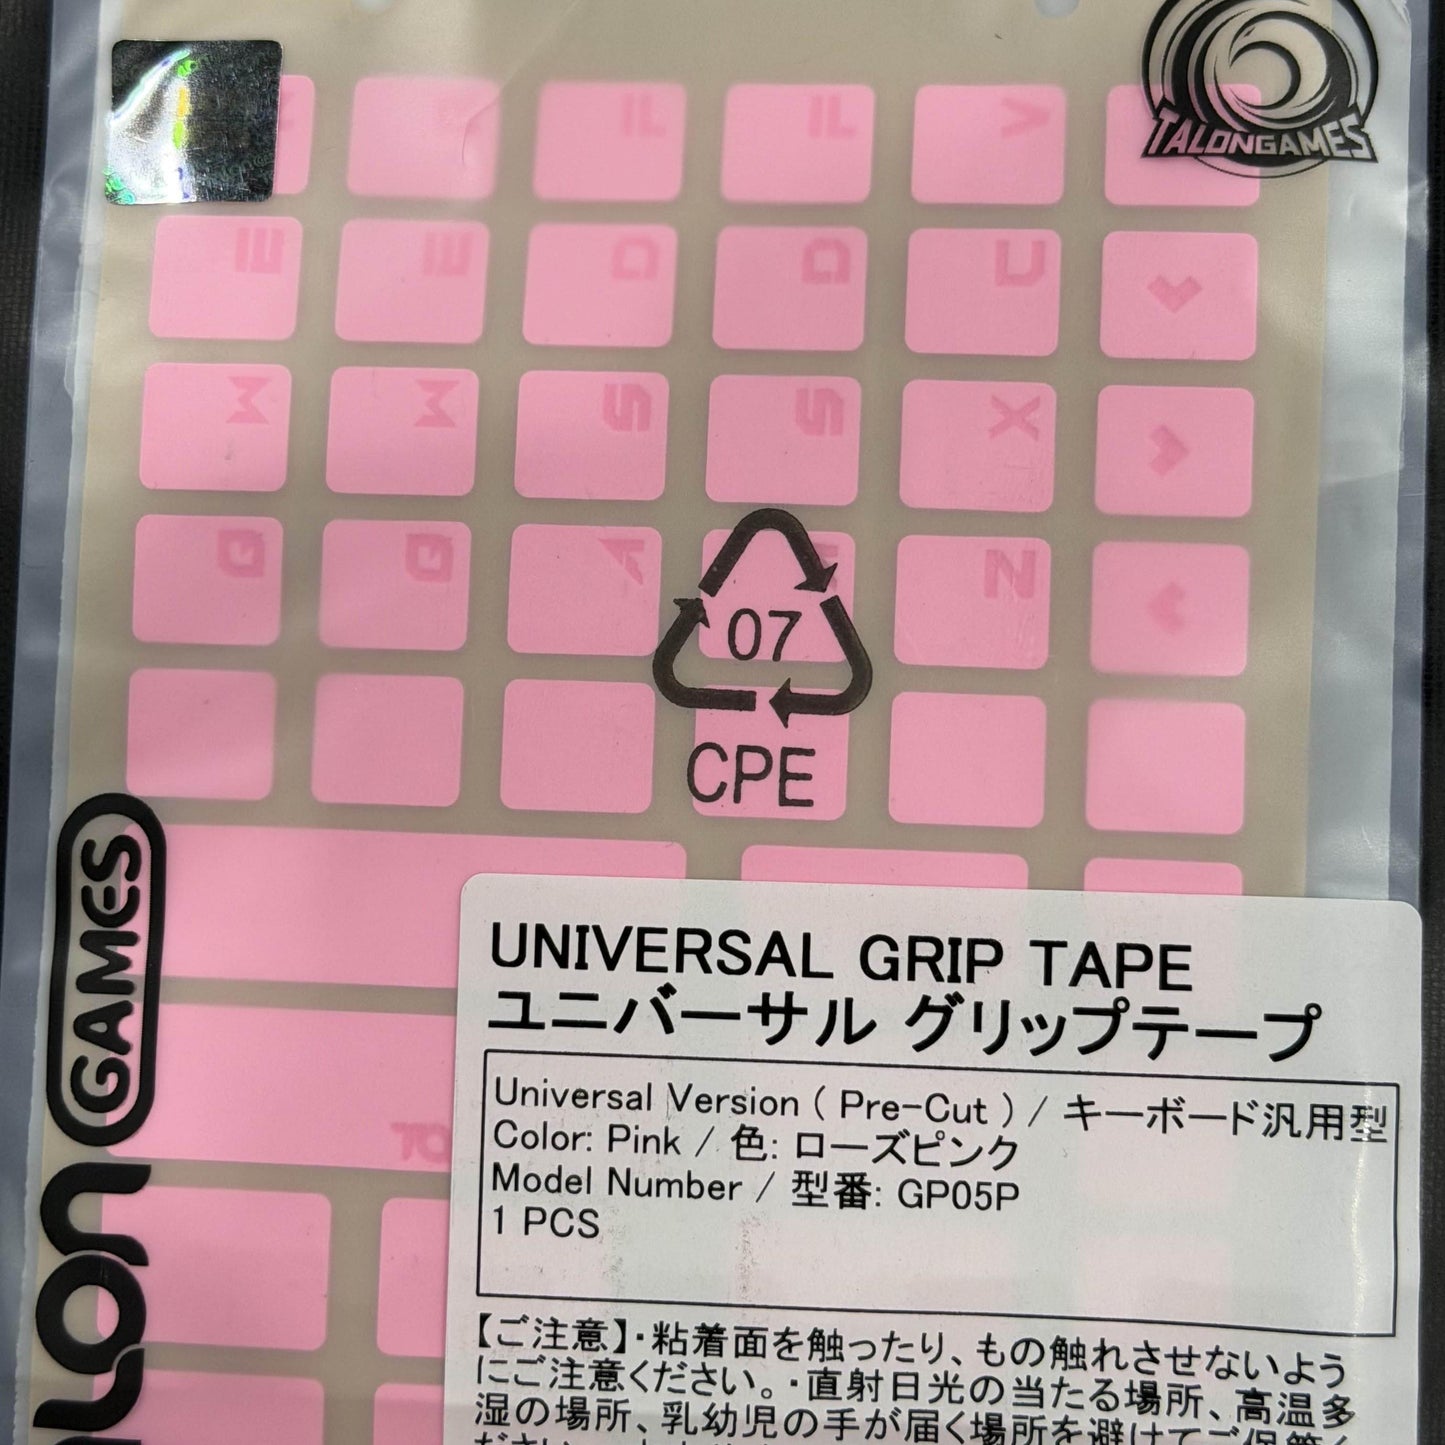 TALONGAMES
07
CPE
GAMES
UNIVERSAL GRIP TAPE
ユニバーサル グリップテープ
Universal Version ( Pre-Cut ) / キーボード汎用型
Color: Pink / 色: ローズピンク
Model Number / 型番: GP05P
1 PCS
【ご注意】・粘着面を触ったり、もの触れさせないよう
にご注意ください。・直射日光の当たる場所、高温多
湿の場所、乳幼児の手が届く場所を避けてご保管く